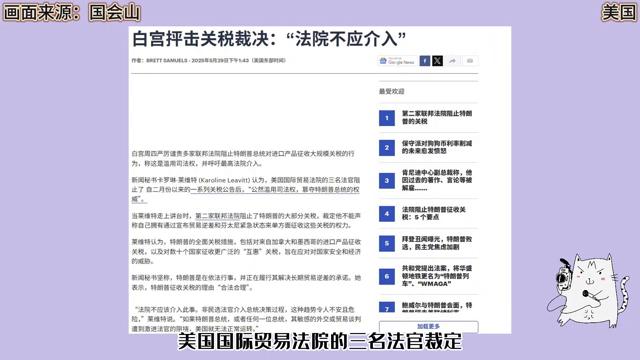 画面来源：国会山
美国
白宫抨击关税裁决：“法院不应介入”
作者：BRETT SAMUELS - 2025年5月29日下午1:43（美国东部时间）
Google News
白宫周四严厉谴责多家联邦法院阻止特朗普总统对进口产品征收大规模关税的行
为，称这是滥用司法权，并呼吁最高法院介入。
新闻秘书卡罗琳·莱维特 (Karoline Leavitt) 认为，美国国际贸易法院的三名法官阻
止了 自二月份以来的一系列关税公告后，“公然滥用司法权，篡夺特朗普总统的权
威”。
当莱维特走上讲台时，第二家联邦法院阻止了特朗普的大部分关税，裁定他不能声
称自己拥有通过宣布贸易逆差和芬太尼紧急状态来单方面征收这些关税的权力。
莱维特认为，特朗普的全面关税措施，包括对来自加拿大和墨西哥的进口产品征收
关税，以及对数十个国家征收更广泛的“互惠”关税，旨在应对对国家安全和经济
的威胁。
新闻秘书坚称，特朗普是在依法行事，并正在履行其解决长期贸易逆差的承诺。她
表示，特朗普征收关税的理由“合法合理”。
“法院不应该介入此事。非民选法官介入总统决策过程，这种趋势令人不安且危
险，”莱维特说。“如果特朗普总统，或者任何一位总统，其敏感的外交或贸易谈判
遭到激进法官的阻挠，美国就无法正常运转。”
最受欢迎
1
第二家联邦法院阻止特朗
普的关税
2
保守派对狗狗币利率削减
的未来愈发愤怒
3
肯尼迪中心副总裁称，他
因过去的著作、言论等被
解雇……
4
法院阻止特朗普征收关
税：5 个要点
5
拜登丑闻曝光，特朗普败
选，民主党焦虑加剧
6
共和党提出法案，将华盛
顿地铁更名为“特朗普列
车”、“WMAGA”
7
鲍威尔与特朗普会面，特
加载更多
美国国际贸易法院的三名法官裁定